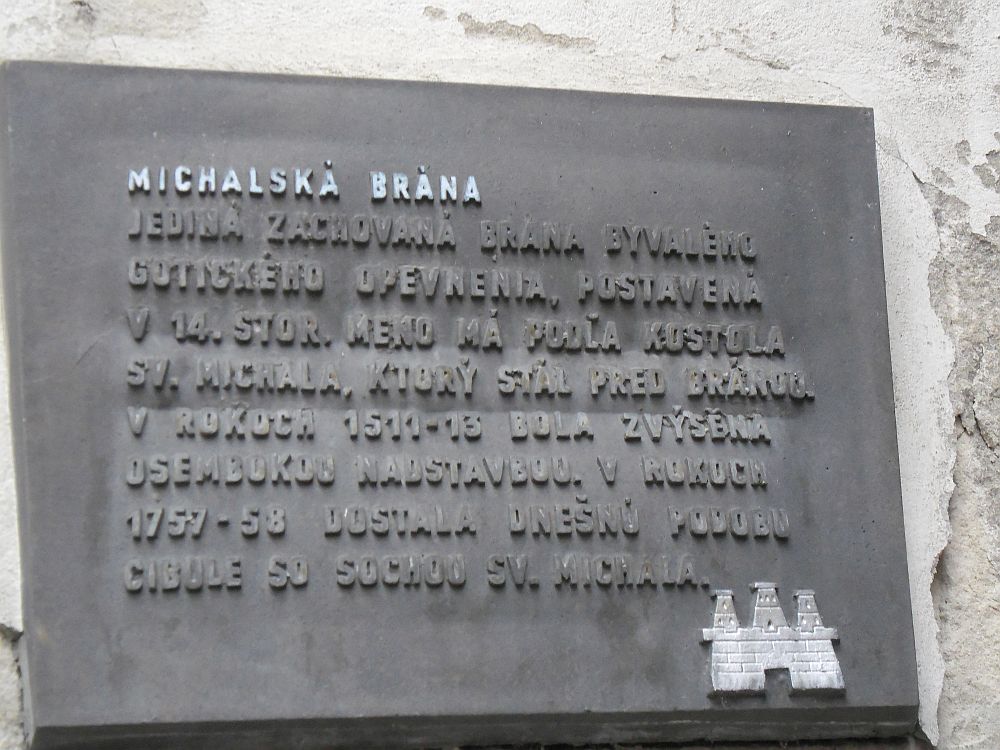 MICHALSKÁ BRÁNA
JEDINÁ ZACHOVANÁ BRÁNA BÝVALÉHO
GOTICKÉHO OPEVNENIA, POSTAVENÁ
V 14. STOR. MENO MÁ PODĽA KOSTOLA
SV. MICHALA, KTORÝ STÁL PRED BRÁNOU.
V ROKOCH 1511-13 BOLA ZVÝŠENÁ
OSEMBOKOU NADSTAVBOU. V ROKOCH
1757-58 DOSTALA DNEŠNÚ PODOBU
CIBULE SO SOCHOU SV. MICHALA.